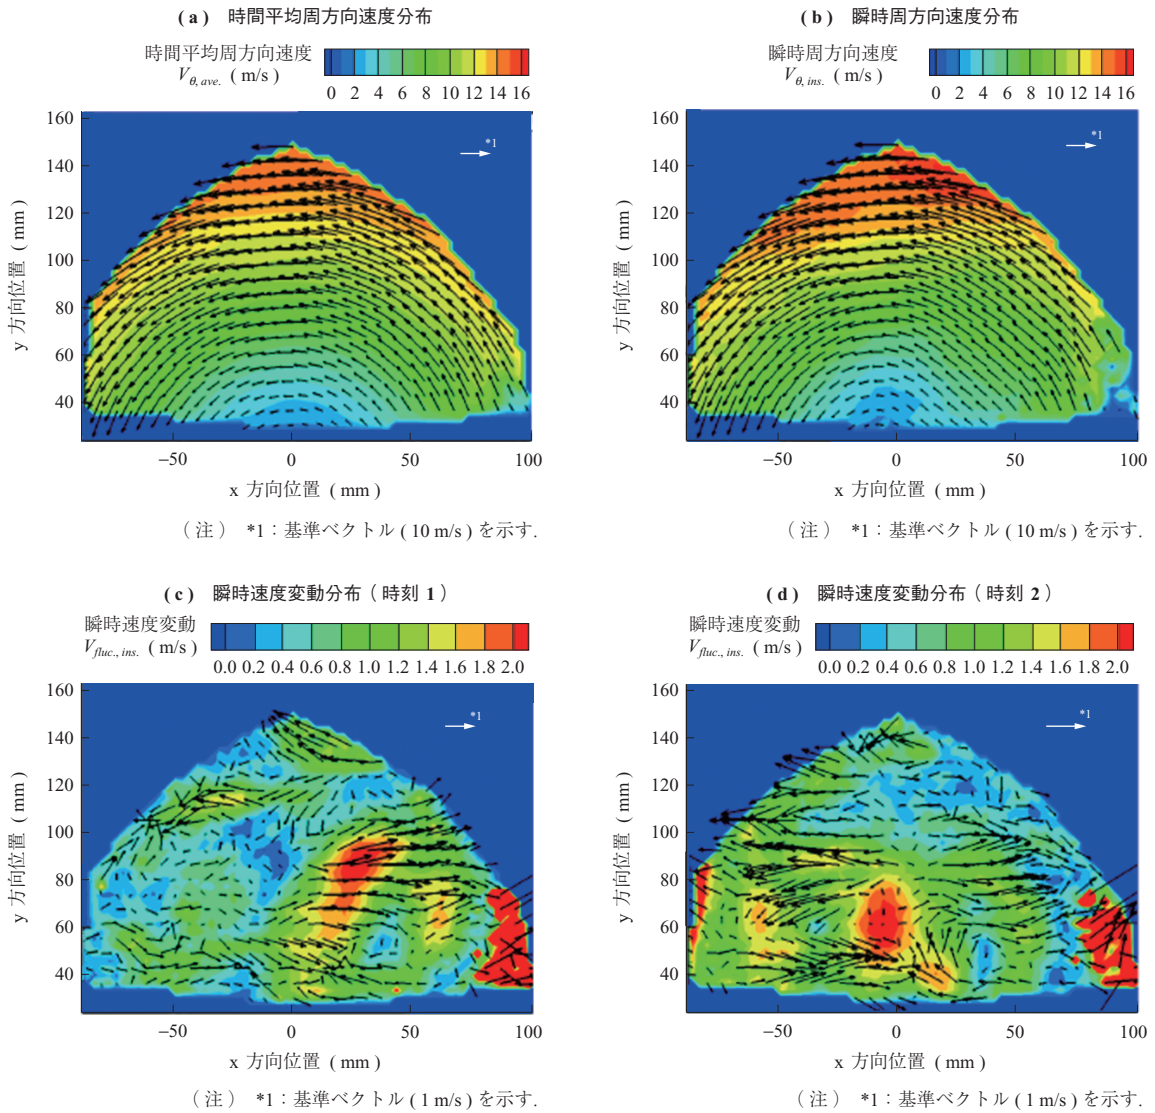 (a) 時間平均周方向速度分布
時間平均周方向速度
Vθ, ave. ( m/s )
0 2 4 6 8 10 12 14 16
160
140
120
100
80
60
40
y 方向位置 ( mm )
*1
−50 0 50 100
x 方向位置 ( mm )
(注) *1：基準ベクトル ( 10 m/s ) を示す.
(b) 瞬時周方向速度分布
瞬時周方向速度
Vθ, ins. ( m/s )
0 2 4 6 8 10 12 14 16
160
140
120
100
80
60
40
y 方向位置 ( mm )
*1
−50 0 50 100
x 方向位置 ( mm )
(注) *1：基準ベクトル ( 10 m/s ) を示す.
(c) 瞬時速度変動分布 ( 時刻 1 )
瞬時速度変動
Vfluc., ins. ( m/s )
0.0 0.2 0.4 0.6 0.8 1.0 1.2 1.4 1.6 1.8 2.0
160
140
120
100
80
60
40
y 方向位置 ( mm )
*1
−50 0 50 100
x 方向位置 ( mm )
(注) *1：基準ベクトル ( 1 m/s ) を示す.
(d) 瞬時速度変動分布 ( 時刻 2 )
瞬時速度変動
Vfluc., ins. ( m/s )
0.0 0.2 0.4 0.6 0.8 1.0 1.2 1.4 1.6 1.8 2.0
160
140
120
100
80
60
40
y 方向位置 ( mm )
*1
−50 0 50 100
x 方向位置 ( mm )
(注) *1：基準ベクトル ( 1 m/s ) を示す.